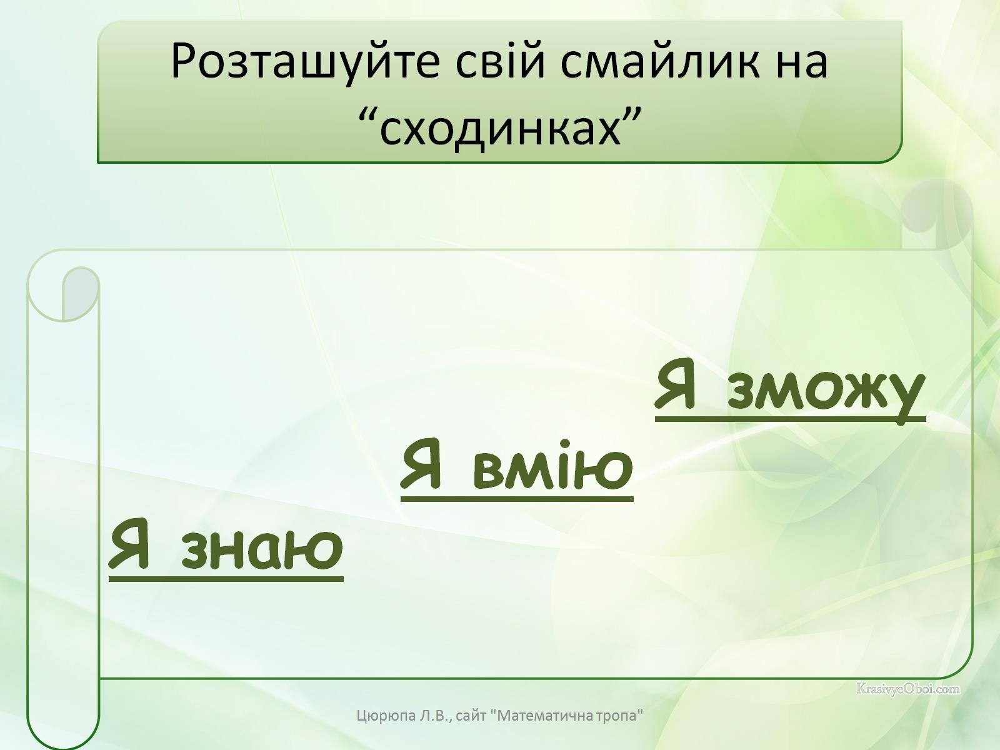 Розташуйте свій смайлик на
“сходинках”
Я зможу
Я вмію
Я знаю
KrasivyeOboi.com
Цюрюпа Л.В., сайт "Математична тропа"